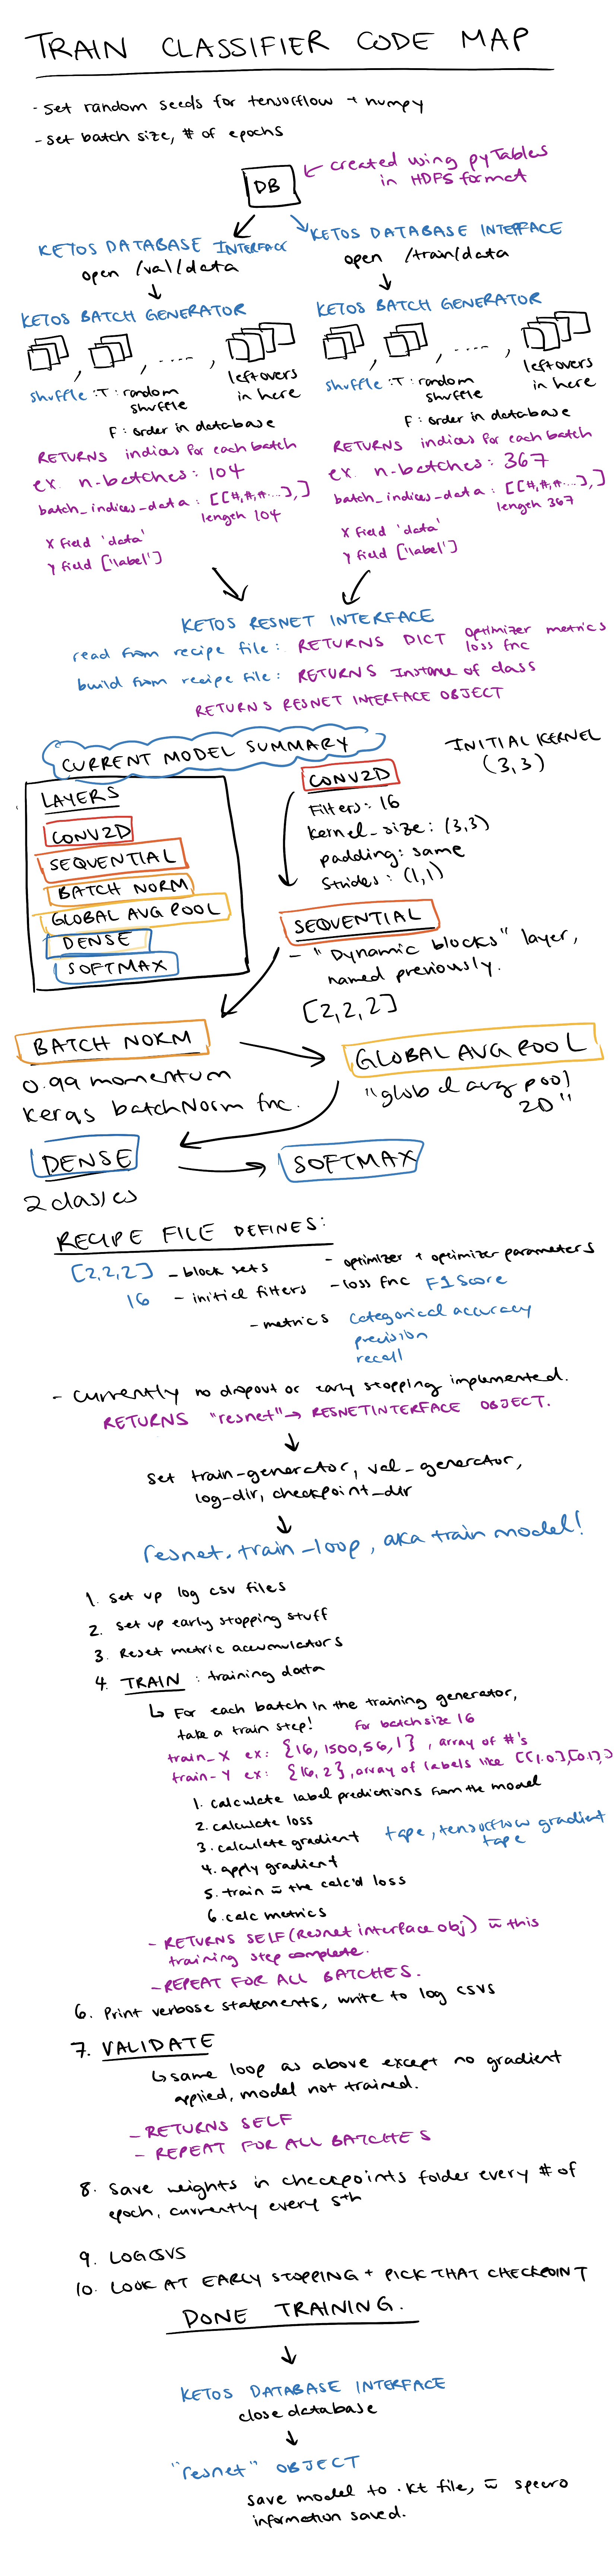 TRAIN CLASSIFIER CODE MAP
- Set random seeds for tensorflow + numpy
- set batch size, # of epochs
DB
created using pyTables
in HDF5 format
KETOS DATABASE INTERFACE
open /val/data
KETOS BATCH GENERATOR
, , ....,
leftovers
in here
shuffle: T: random
shuffle
F: order in database
RETURNS indices for each batch
ex. n-batches: 104
batch_indices_data: [[#,#,#...],]
length 104
X field 'data'
Y field ['label']
KETOS DATABASE INTERFACE
open /train/data
KETOS BATCH GENERATOR
, , ....,
leftovers
in here
shuffle: T: random
shuffle
F: order in database
RETURNS indices for each batch
ex. n-batches: 367
batch_indices_data: [[#,#,#...],]
length 367
X field 'data'
Y field ['label']
KETOS RESNET INTERFACE
read from recipe file: RETURNS DICT optimizer metrics
loss fnc
build from recipe file: RETURNS Instance of class
RETURNS RESNET INTERFACE OBJECT
CURRENT MODEL SUMMARY
LAYERS
CONV2D
SEQUENTIAL
BATCH NORM
GLOBAL AVG POOL
DENSE
SOFTMAX
INITIAL KERNEL
(3,3)
CONV2D
Filters: 16
kernel_size: (3,3)
padding: same
Strides: (1,1)
SEQUENTIAL
- "Dynamic blocks" layer,
named previously.
[2,2,2]
BATCH NORM
0.99 momentum
Keras batchNorm fnc.
GLOBAL AVG POOL
"global avg pool
2D"
DENSE
2 classes
SOFTMAX
RECIPE FILE DEFINES:
[2,2,2] - block sets
16 - initial filters
- optimizer + optimizer parameters
- loss fnc F1Score
- metrics categorical accuracy
precision
recall
- currently no dropout or early stopping implemented.
RETURNS "resnet" → RESNETINTERFACE OBJECT.
set train-generator, val_generator,
log-dir, checkpoint_dir
resnet.train_loop, aka train model!
1. set up log csv files
2. set up early stopping stuff
3. Reset metric accumulators
4. TRAIN : training data
↳ For each batch in the training generator,
take a train step! for batch size 16
train_X ex: {16, 1500, 56, 1}, array of #'s
train-Y ex: {16, 2}, array of labels like [[1.0.],[0.1],]
1. calculate label predictions from the model
2. calculate loss
3. calculate gradient tape, tensorflow gradient
tape
4. apply gradient
5. train w̄ the calc'd loss
6. calc metrics
- RETURNS SELF (Resnet interface obj) w̄ this
training step complete.
- REPEAT FOR ALL BATCHES.
6. Print verbose statements, write to log csvs
7. VALIDATE
↳ same loop as above except no gradient
applied, model not trained.
- RETURNS SELF
- REPEAT FOR ALL BATCHES
8. Save weights in checkpoints folder every # of
epoch, currently every 5th
9. LOG CSVS
10. LOOK AT EARLY STOPPING + PICK THAT CHECKPOINT
DONE TRAINING.
KETOS DATABASE INTERFACE
close database
"resnet" OBJECT
save model to .kt file, w̄ spectro
information saved.